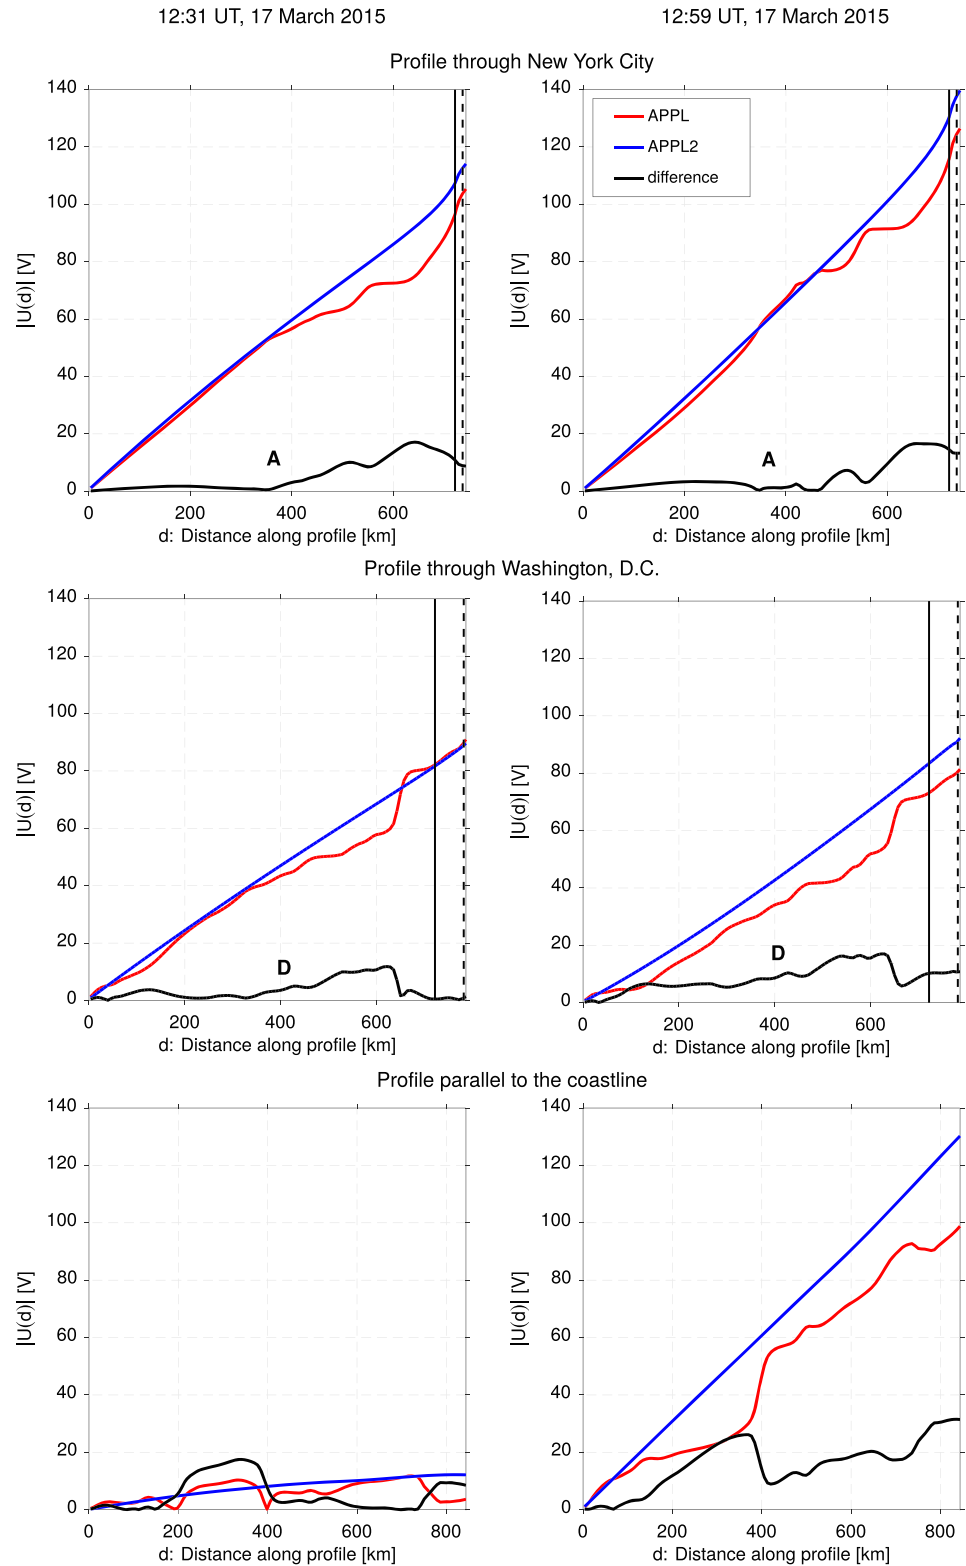 12:31 UT, 17 March 2015
12:59 UT, 17 March 2015
Profile through New York City
|U(d)| [V]
140
120
100
80
60
40
20
0
A
0 200 400 600
d: Distance along profile [km]
|U(d)| [V]
140
120
100
80
60
40
20
0
APPL
APPL2
difference
A
0 200 400 600
d: Distance along profile [km]
Profile through Washington, D.C.
|U(d)| [V]
140
120
100
80
60
40
20
0
D
0 200 400 600
d: Distance along profile [km]
|U(d)| [V]
140
120
100
80
60
40
20
0
D
0 200 400 600
d: Distance along profile [km]
Profile parallel to the coastline
|U(d)| [V]
140
120
100
80
60
40
20
0
0 200 400 600 800
d: Distance along profile [km]
|U(d)| [V]
140
120
100
80
60
40
20
0
0 200 400 600 800
d: Distance along profile [km]